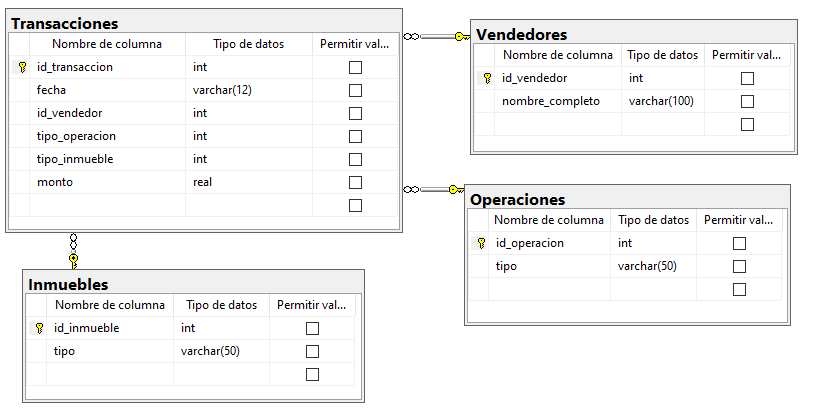 Transacciones
Nombre de columna Tipo de datos Permitir val...
id_transaccion int
fecha varchar(12)
id_vendedor int
tipo_operacion int
tipo_inmueble int
monto real
Vendedores
Nombre de columna Tipo de datos Permitir val...
id_vendedor int
nombre_completo varchar(100)
Operaciones
Nombre de columna Tipo de datos Permitir val...
id_operacion int
tipo varchar(50)
Inmuebles
Nombre de columna Tipo de datos Permitir val...
id_inmueble int
tipo varchar(50)